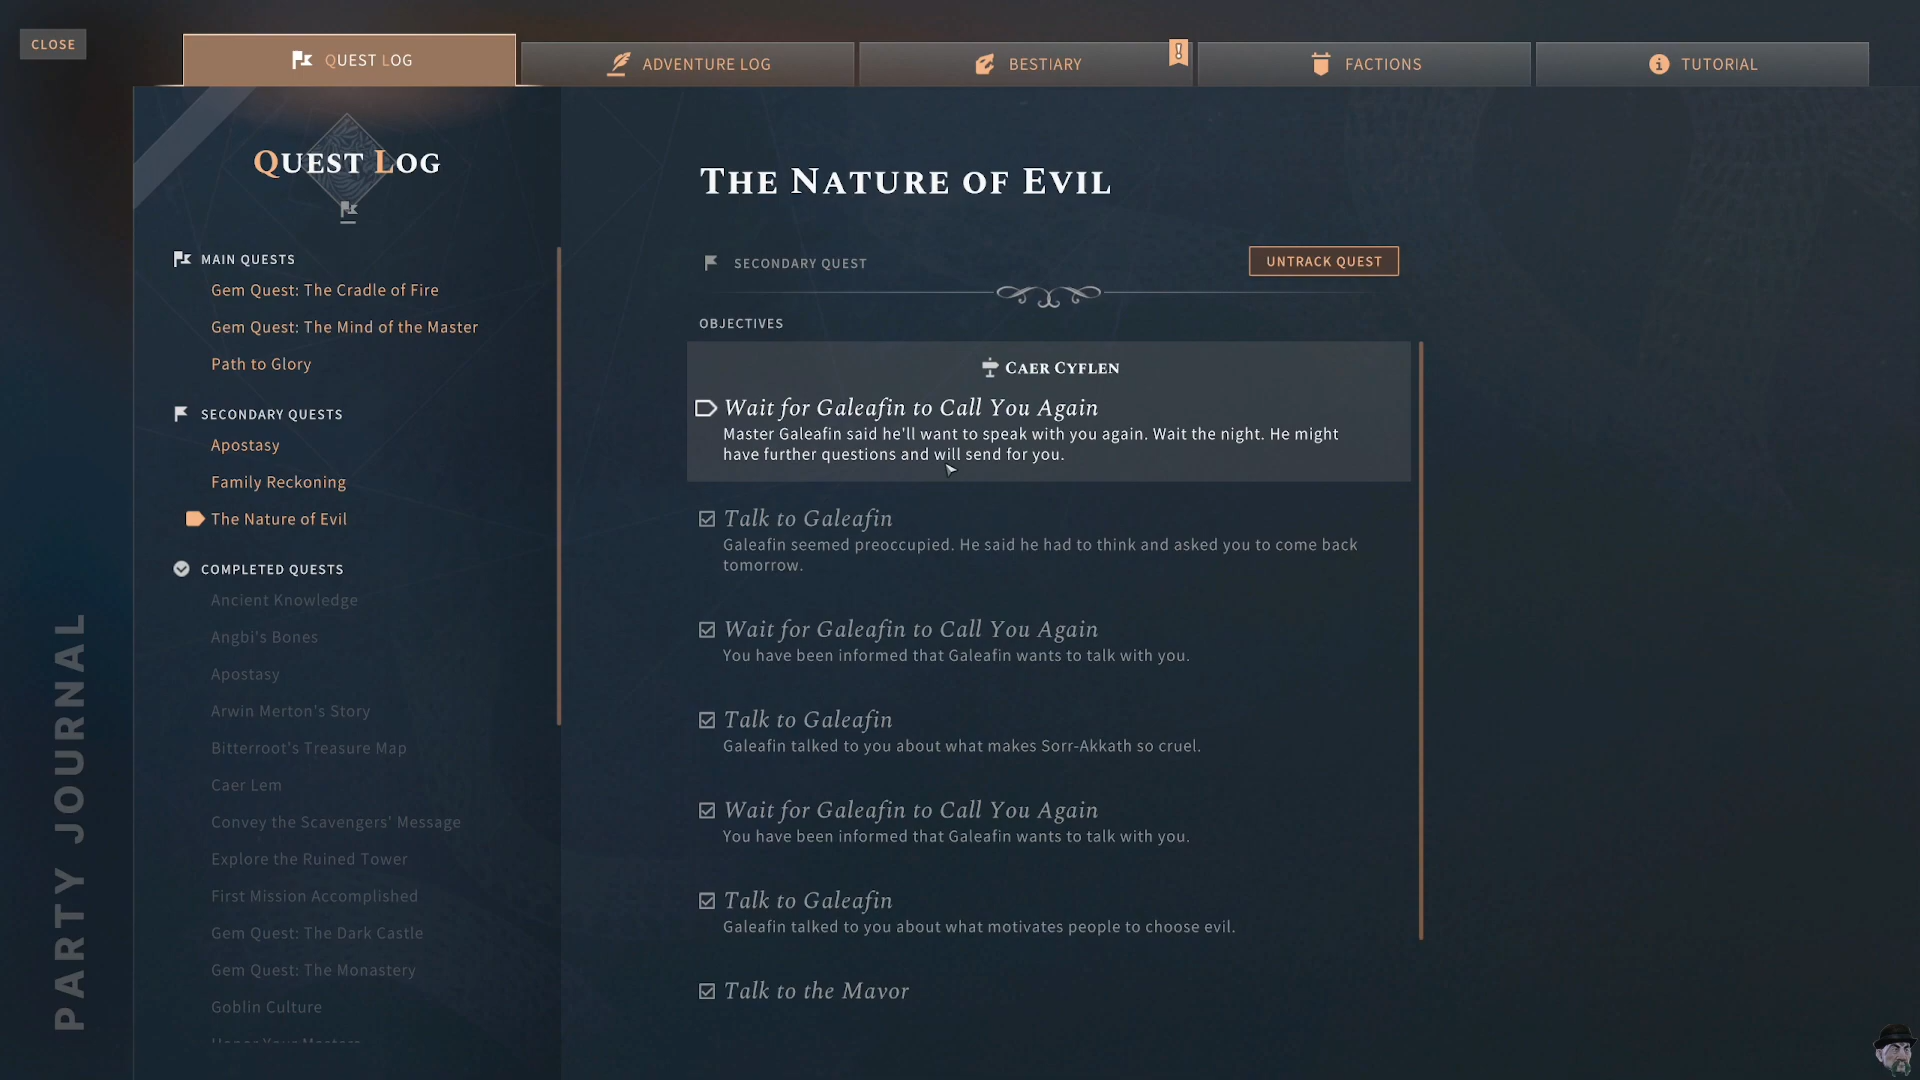 CLOSE
QUEST LOG
ADVENTURE LOG
BESTIARY
FACTIONS
TUTORIAL
PARTY JOURNAL
QUEST LOG
MAIN QUESTS
Gem Quest: The Cradle of Fire
Gem Quest: The Mind of the Master
Path to Glory
SECONDARY QUESTS
Apostasy
Family Reckoning
The Nature of Evil
COMPLETED QUESTS
Ancient Knowledge
Angbi's Bones
Apostasy
Arwin Merton's Story
Bitterroot's Treasure Map
Caer Lem
Convey the Scavengers' Message
Explore the Ruined Tower
First Mission Accomplished
Gem Quest: The Dark Castle
Gem Quest: The Monastery
Goblin Culture
THE NATURE OF EVIL
SECONDARY QUEST
UNTRACK QUEST
OBJECTIVES
CAER CYFLEN
Wait for Galeafin to Call You Again
Master Galeafin said he'll want to speak with you again. Wait the night. He might
have further questions and will send for you.
Talk to Galeafin
Galeafin seemed preoccupied. He said he had to think and asked you to come back
tomorrow.
Wait for Galeafin to Call You Again
You have been informed that Galeafin wants to talk with you.
Talk to Galeafin
Galeafin talked to you about what makes Sorr-Akkath so cruel.
Wait for Galeafin to Call You Again
You have been informed that Galeafin wants to talk with you.
Talk to Galeafin
Galeafin talked to you about what motivates people to choose evil.
Talk to the Mayor